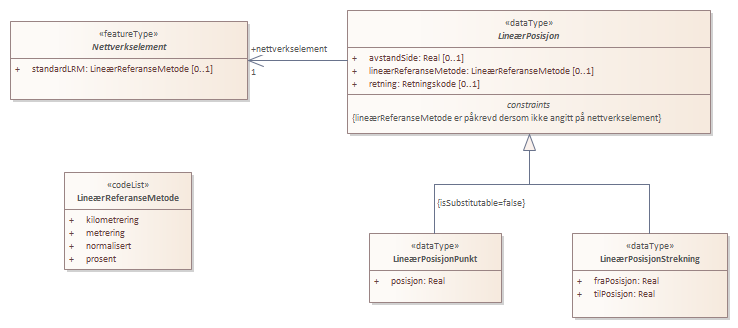 «featureType»
Nettverkselement
+ standardLRM: LineærReferanseMetode [0..1]
+nettverkselement
1
«dataType»
LineærPosisjon
+ avstandSide: Real [0..1]
+ lineærReferanseMetode: LineærReferanseMetode [0..1]
+ retning: Retningskode [0..1]
constraints
{lineærReferanseMetode er påkrevd dersom ikke angitt på nettverkselement}
«codeList»
LineærReferanseMetode
+ kilometrering
+ metrering
+ normalisert
+ prosent
{isSubstitutable=false}
«dataType»
LineærPosisjonPunkt
+ posisjon: Real
«dataType»
LineærPosisjonStrekning
+ fraPosisjon: Real
+ tilPosisjon: Real